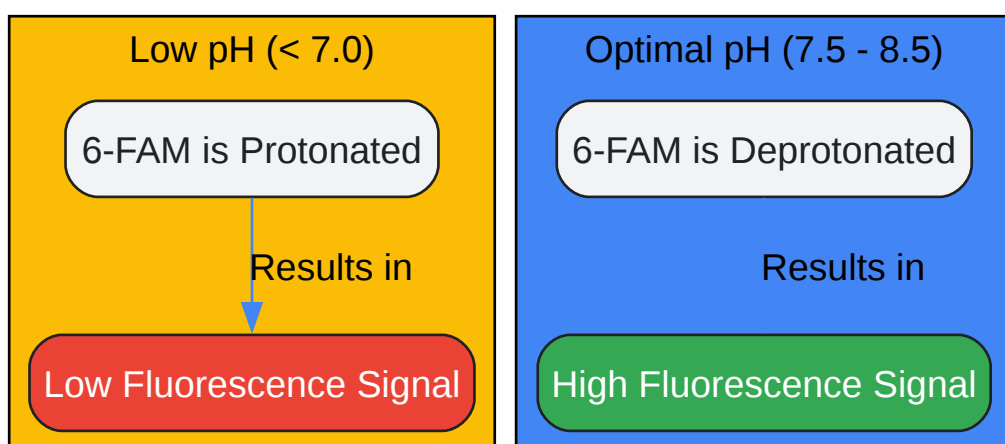 Low pH (< 7.0)
6-FAM is Protonated
Results in
Low Fluorescence Signal
Optimal pH (7.5 - 8.5)
6-FAM is Deprotonated
Results in
High Fluorescence Signal